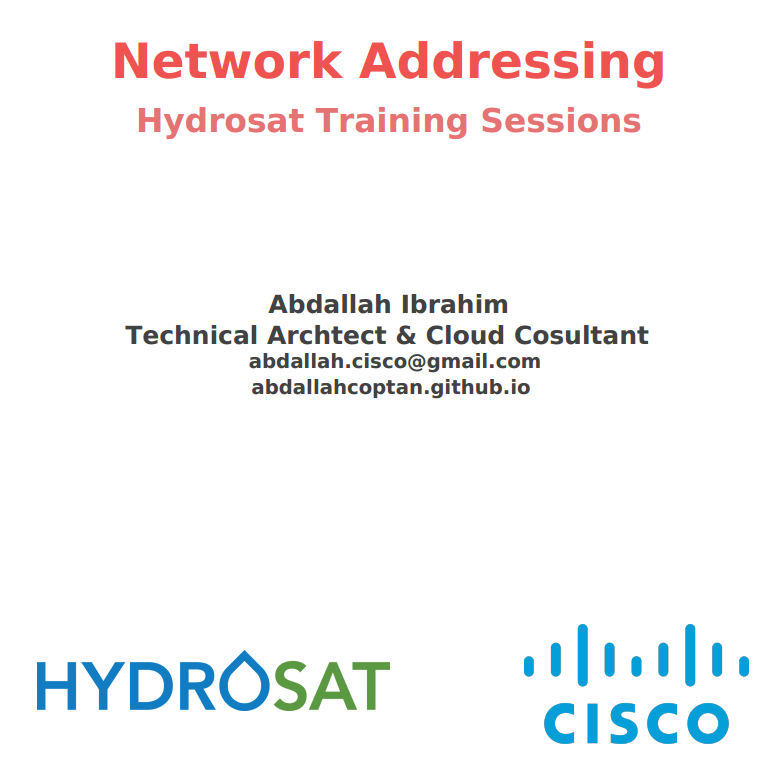 Network Addressing
Hydrosat Training Sessions
Abdallah Ibrahim
Technical Archtect & Cloud Cosultant
abdallah.cisco@gmail.com
abdallahcoptan.github.io
HYDROSAT
CISCO